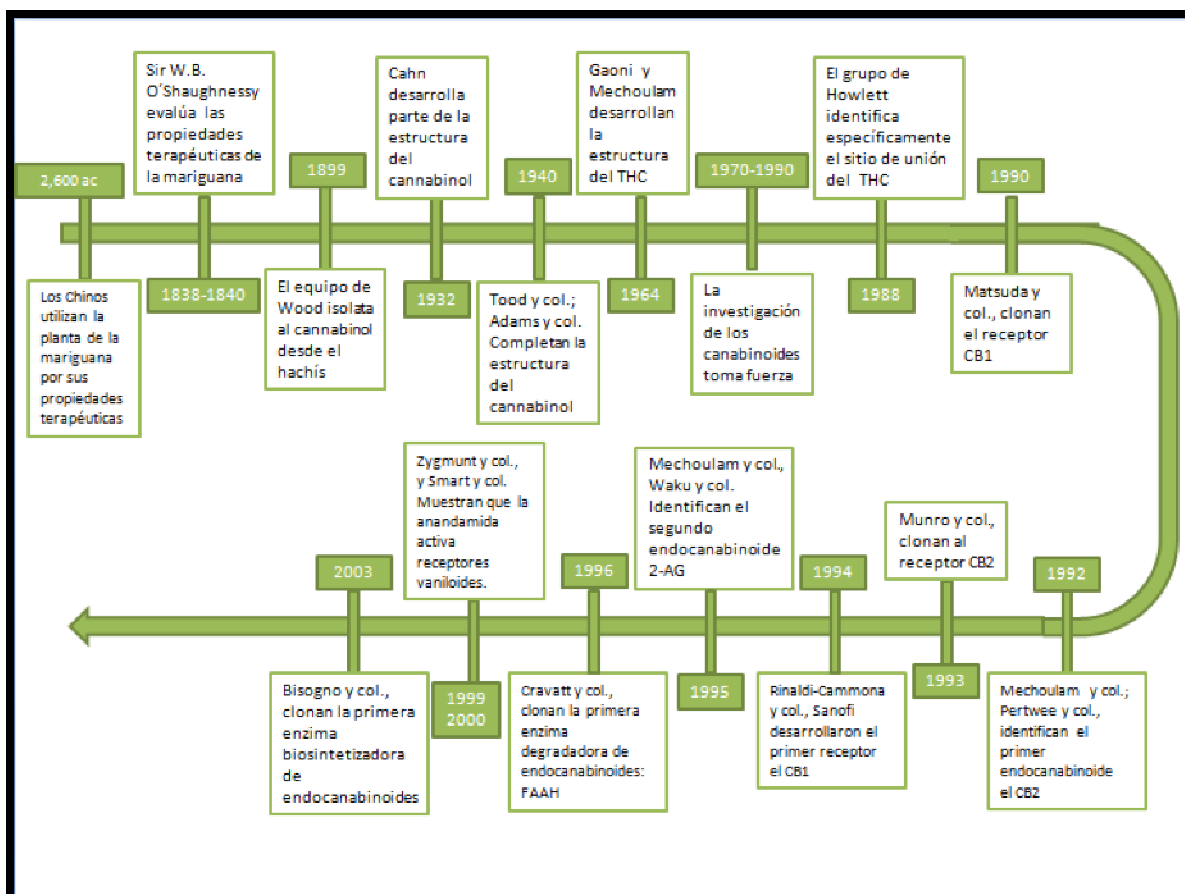 2,600 ac
Los Chinos
utilizan la
planta de la
mariguana
por sus
propiedades
terapéuticas
Sir W.B.
O´Shaughnessy
evalúa las
propiedades
terapéuticas de
la mariguana
1838-1840
1899
El equipo de
Wood isolata
al cannabinol
desde el
hachís
Cahn
desarrolla
parte de la
estructura
del
cannabinol
1932
1940
Tood y col.;
Adams y col.
Completan la
estructura
del
cannabinol
Gaoni y
Mechoulam
desarrollan
la
estructura
del THC
1964
1970-1990
La
investigación
de los
canabinoides
toma fuerza
El grupo de
Howlett
identifica
específicamente
el sitio de unión
del THC
1988
1990
Matsuda y
col., clonan
el receptor
CB1
1992
Mechoulam y col.;
Pertwee y col.,
identifican el
primer
endocanabinoide
el CB2
Munro y col.,
clonan al
receptor CB2
1993
1994
Rinaldi-Cammona
y col., Sanofi
desarrollaron el
primer receptor
el CB1
Mechoulam y col.,
Waku y col.
Identifican el
segundo
endocanabinoide
2-AG
1995
1996
Cravatt y col.,
clonan la primera
enzima
degradadora de
endocanabinoides:
FAAH
Zygmunt y col.,
y Smart y col.
Muestran que la
anandamida
activa
receptores
vaniloides.
1999
2000
2003
Bisogno y col.,
clonan la primera
enzima
biosintetizadora
de
endocanabinoides